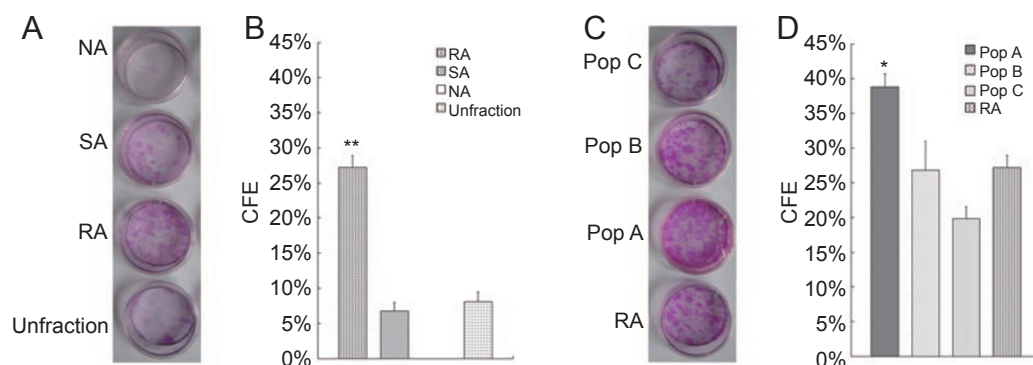 A
NA
SA
RA
Unfraction
B
45%
40%
35%
30%
25%
20%
15%
10%
5%
0%
CFE
**
RA
SA
NA
Unfraction
C
Pop C
Pop B
Pop A
RA
D
45%
40%
35%
30%
25%
20%
15%
10%
5%
0%
CFE
*
Pop A
Pop B
Pop C
RA